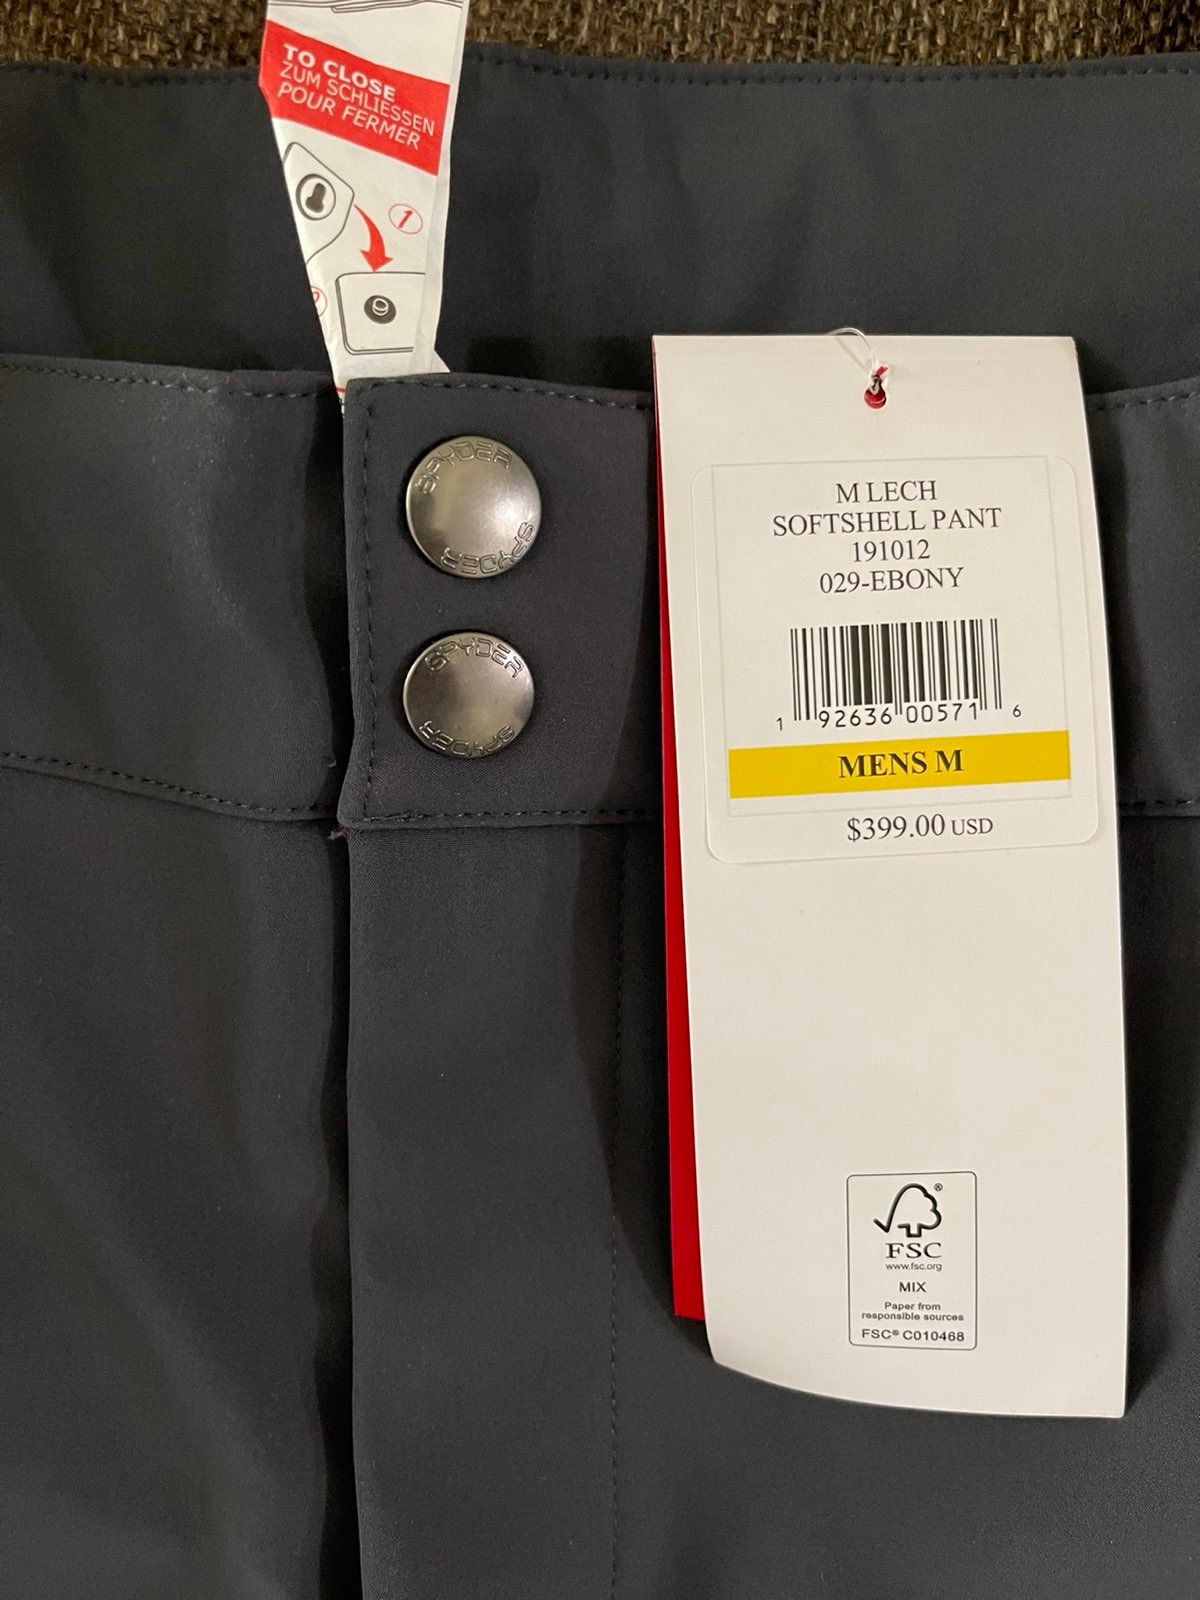 TO CLOSE
ZUM SCHLIESSEN
POUR FERMER
1
SPYDER
SPYDER
SPYDER
SPYDER
M LECH
SOFTSHELL PANT
191012
029-EBONY
1 92636 00571 6
MENS M
$399.00 USD
®
FSC
www.fsc.org
MIX
Paper from
responsible sources
FSC® C010468